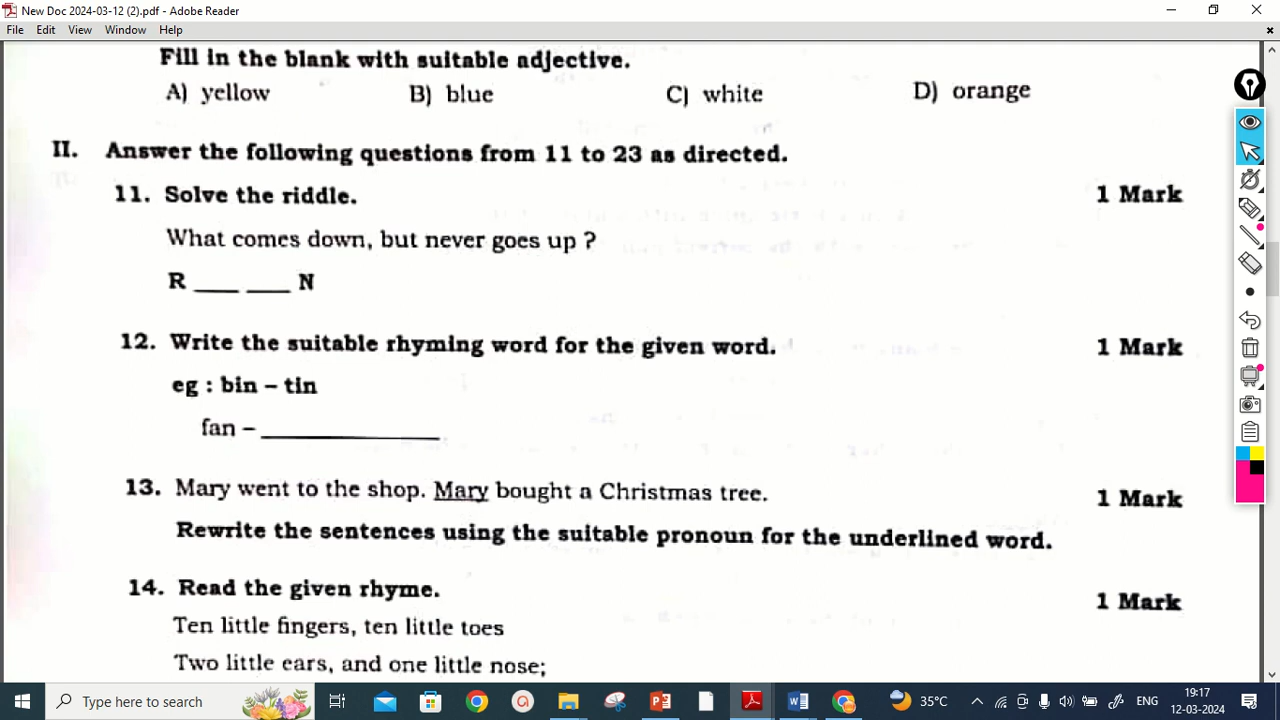 New Doc 2024-03-12 (2).pdf - Adobe Reader
File Edit View Window Help
Fill in the blank with suitable adjective.
A) yellow B) blue C) white D) orange
II. Answer the following questions from 11 to 23 as directed.
11. Solve the riddle. 1 Mark
What comes down, but never goes up ?
R ___ ___ N
12. Write the suitable rhyming word for the given word. 1 Mark
eg : bin – tin
fan – ____________
13. Mary went to the shop. Mary bought a Christmas tree. 1 Mark
Rewrite the sentences using the suitable pronoun for the underlined word.
14. Read the given rhyme. 1 Mark
Ten little fingers, ten little toes
Two little ears, and one little nose;
Type here to search
35°C
ENG
19:17
12-03-2024